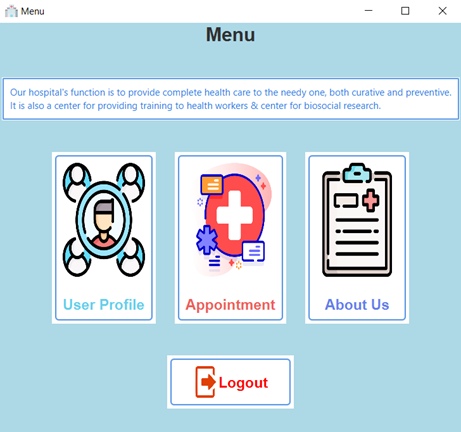 Menu
Menu
Our hospital's function is to provide complete health care to the needy one, both curative and preventive.
It is also a center for providing training to health workers & center for biosocial research.
User Profile
Appointment
About Us
Logout